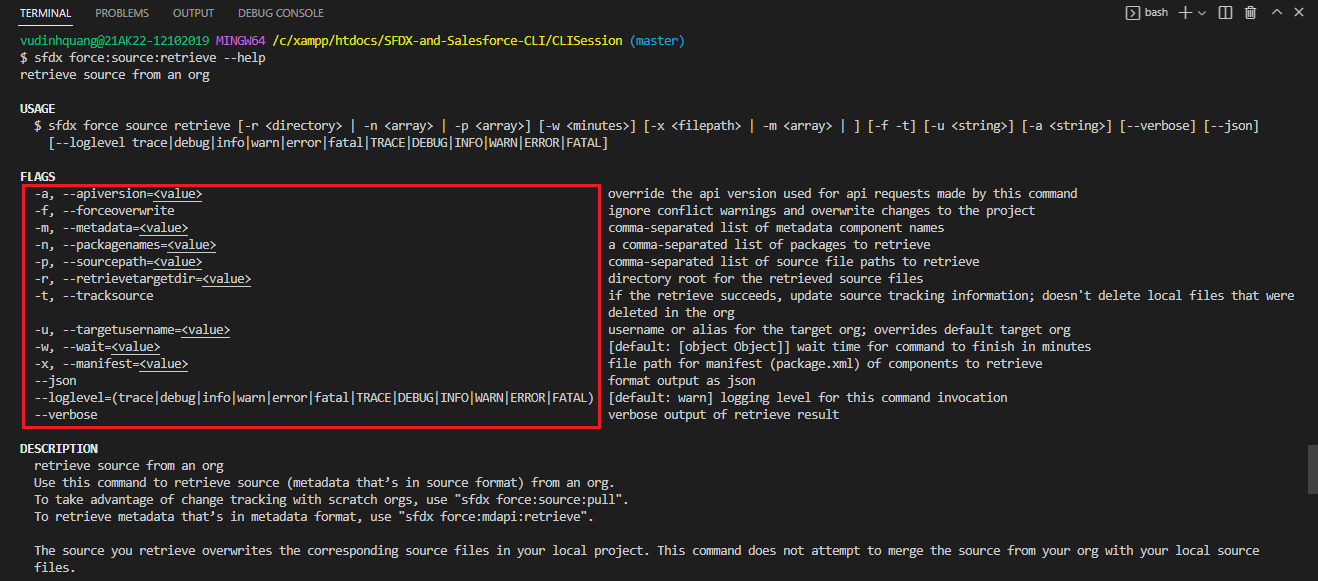 TERMINAL PROBLEMS OUTPUT DEBUG CONSOLE bash
vudinhquang@21AK22-12102019 MINGW64 /c/xampp/htdocs/SFDX-and-Salesforce-CLI/CLISession (master)
$ sfdx force:source:retrieve --help
retrieve source from an org
USAGE
$ sfdx force source retrieve [-r <directory> | -n <array> | -p <array>] [-w <minutes>] [-x <filepath> | -m <array> | ] [-f -t] [-u <string>] [-a <string>] [--verbose] [--json]
[--loglevel trace|debug|info|warn|error|fatal|TRACE|DEBUG|INFO|WARN|ERROR|FATAL]
FLAGS
-a, --apiversion=<value> override the api version used for api requests made by this command
-f, --forceoverwrite ignore conflict warnings and overwrite changes to the project
-m, --metadata=<value> comma-separated list of metadata component names
-n, --packagenames=<value> a comma-separated list of packages to retrieve
-p, --sourcepath=<value> comma-separated list of source file paths to retrieve
-r, --retrievetargetdir=<value> directory root for the retrieved source files
-t, --tracksource if the retrieve succeeds, update source tracking information; doesn't delete local files that were
deleted in the org
-u, --targetusername=<value> username or alias for the target org; overrides default target org
-w, --wait=<value> [default: [object Object]] wait time for command to finish in minutes
-x, --manifest=<value> file path for manifest (package.xml) of components to retrieve
--json format output as json
--loglevel=(trace|debug|info|warn|error|fatal|TRACE|DEBUG|INFO|WARN|ERROR|FATAL) [default: warn] logging level for this command invocation
--verbose verbose output of retrieve result
DESCRIPTION
retrieve source from an org
Use this command to retrieve source (metadata that’s in source format) from an org.
To take advantage of change tracking with scratch orgs, use "sfdx force:source:pull".
To retrieve metadata that’s in metadata format, use "sfdx force:mdapi:retrieve".
The source you retrieve overwrites the corresponding source files in your local project. This command does not attempt to merge the source from your org with your local source
files.